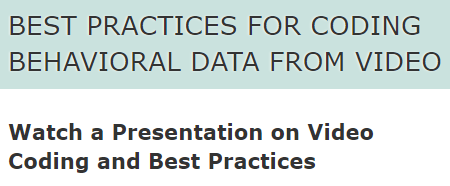 BEST PRACTICES FOR CODING
BEHAVIORAL DATA FROM VIDEO
Watch a Presentation on Video
Coding and Best Practices